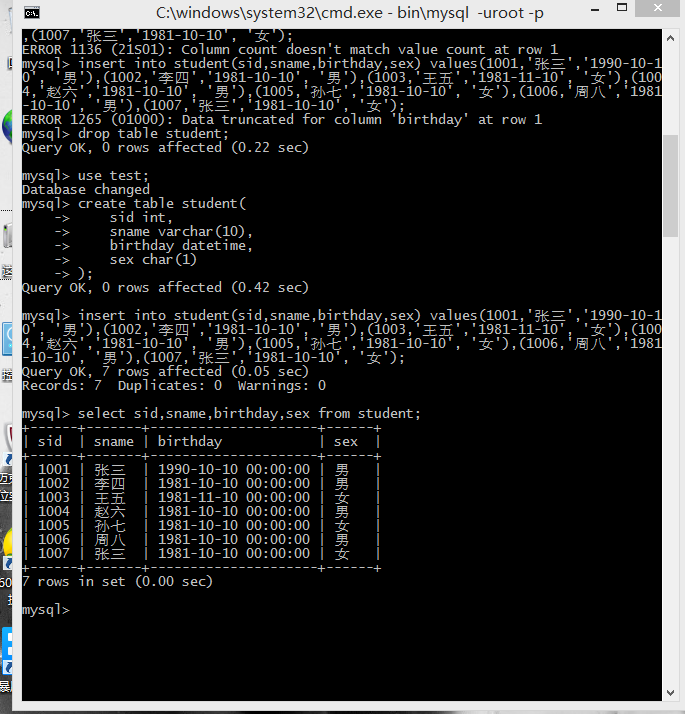 C:\windows\system32\cmd.exe - bin\mysql  -uroot -p
,(1007,'张三','1981-10-10', '女');
ERROR 1136 (21S01): Column count doesn't match value count at row 1
mysql> insert into student(sid,sname,birthday,sex) values(1001,'张三','1990-10-1
0', '男'),(1002,'李四','1981-10-10', '男'),(1003,'王五','1981-11-10', '女'),(100
4,'赵六','1981-10-10', '男'),(1005,'孙七','1981-10-10', '女'),(1006,'周八','1981
-10-10', '男'),(1007,'张三','1981-10-10', '女');
ERROR 1265 (01000): Data truncated for column 'birthday' at row 1
mysql> drop table student;
Query OK, 0 rows affected (0.22 sec)
mysql> use test;
Database changed
mysql> create table student(
    ->     sid int,
    ->     sname varchar(10),
    ->     birthday datetime,
    ->     sex char(1)
    -> );
Query OK, 0 rows affected (0.42 sec)
mysql> insert into student(sid,sname,birthday,sex) values(1001,'张三','1990-10-1
0', '男'),(1002,'李四','1981-10-10', '男'),(1003,'王五','1981-11-10', '女'),(100
4,'赵六','1981-10-10', '男'),(1005,'孙七','1981-10-10', '女'),(1006,'周八','1981
-10-10', '男'),(1007,'张三','1981-10-10', '女');
Query OK, 7 rows affected (0.05 sec)
Records: 7  Duplicates: 0  Warnings: 0
mysql> select sid,sname,birthday,sex from student;
+------+-------+---------------------+------+
| sid  | sname | birthday            | sex  |
+------+-------+---------------------+------+
| 1001 | 张三  | 1990-10-10 00:00:00 | 男   |
| 1002 | 李四  | 1981-10-10 00:00:00 | 男   |
| 1003 | 王五  | 1981-11-10 00:00:00 | 女   |
| 1004 | 赵六  | 1981-10-10 00:00:00 | 男   |
| 1005 | 孙七  | 1981-10-10 00:00:00 | 女   |
| 1006 | 周八  | 1981-10-10 00:00:00 | 男   |
| 1007 | 张三  | 1981-10-10 00:00:00 | 女   |
+------+-------+---------------------+------+
7 rows in set (0.00 sec)
mysql>